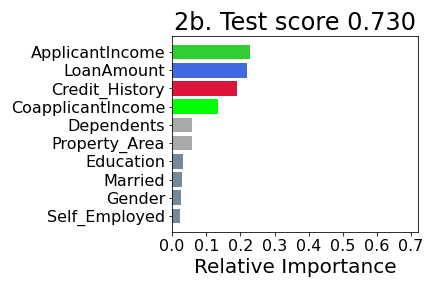 2b. Test score 0.730
ApplicantIncome
LoanAmount
Credit_History
CoapplicantIncome
Dependents
Property_Area
Education
Married
Gender
Self_Employed
0.0 0.1 0.2 0.3 0.4 0.5 0.6 0.7
Relative Importance